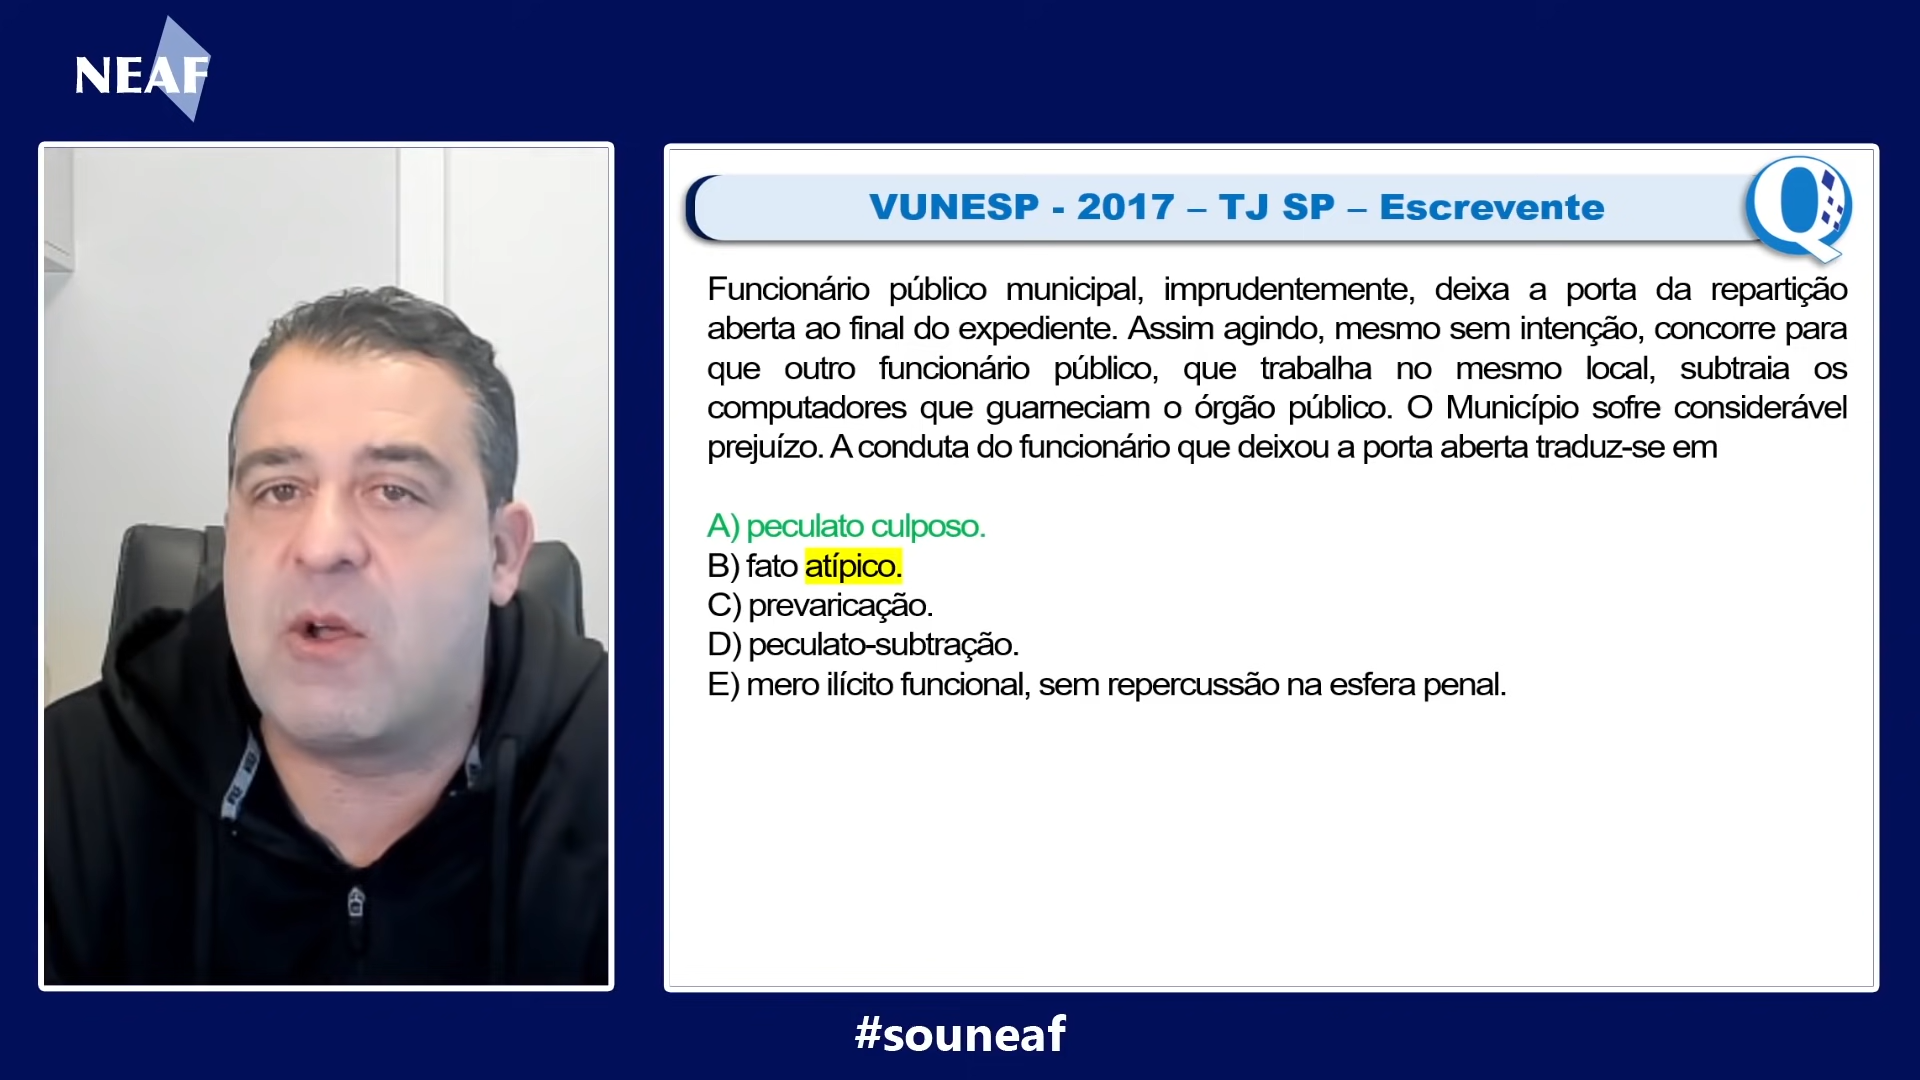 NEAF
VUNESP - 2017 – TJ SP – Escrevente
Q
Funcionário público municipal, imprudentemente, deixa a porta da repartição
aberta ao final do expediente. Assim agindo, mesmo sem intenção, concorre para
que outro funcionário público, que trabalha no mesmo local, subtraia os
computadores que guarneciam o órgão público. O Município sofre considerável
prejuízo. A conduta do funcionário que deixou a porta aberta traduz-se em
A) peculato culposo.
B) fato atípico.
C) prevaricação.
D) peculato-subtração.
E) mero ilícito funcional, sem repercussão na esfera penal.
#souneaf